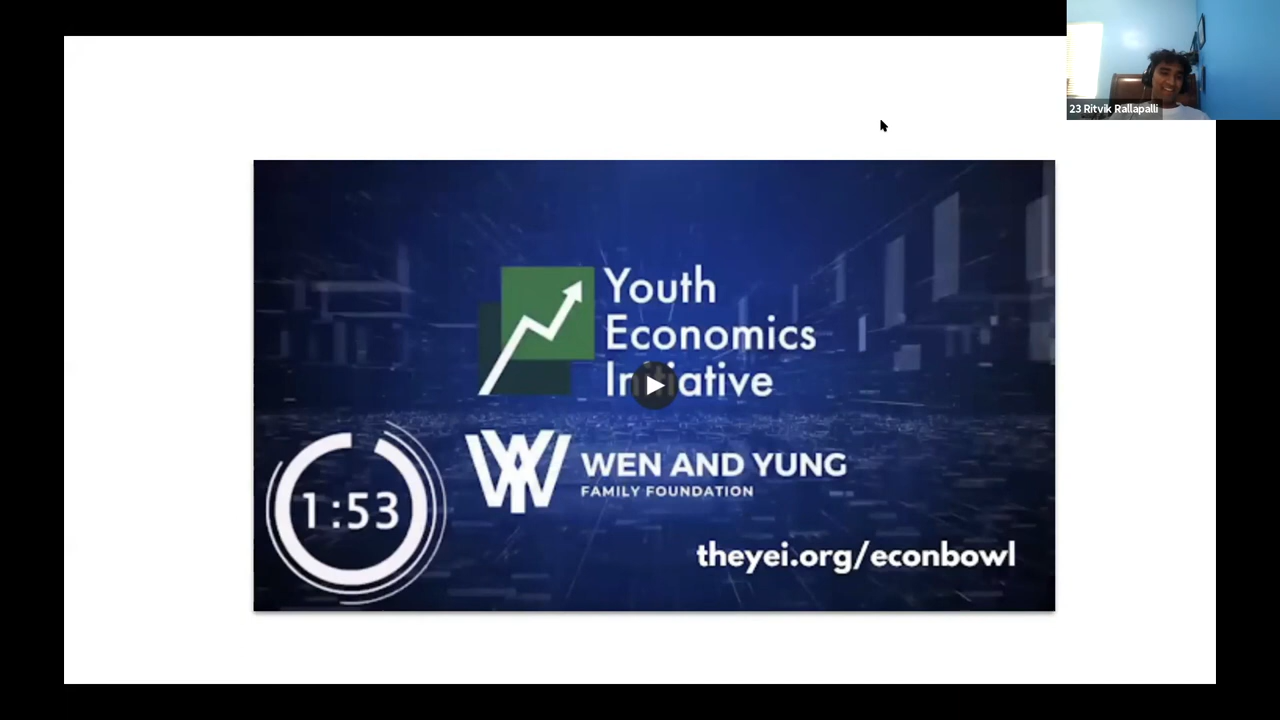 23 Ritvik Rallapalli
Youth
Economics
Initiative
WEN AND YUNG
FAMILY FOUNDATION
1:53
theyei.org/econbowl